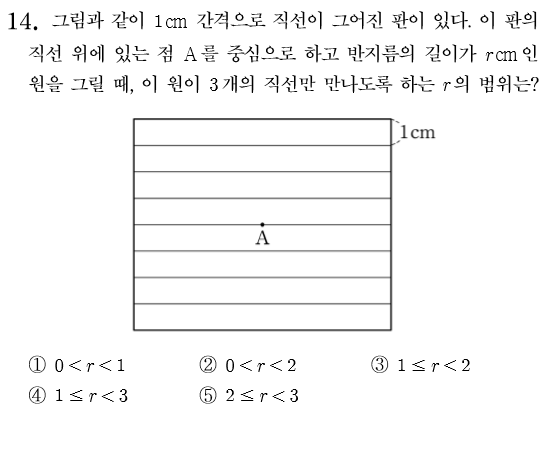 14. 그림과 같이 1cm 간격으로 직선이 그어진 판이 있다. 이 판의
직선 위에 있는 점 A를 중심으로 하고 반지름의 길이가 rcm인
원을 그릴 때, 이 원이 3개의 직선만 만나도록 하는 r의 범위는?
1cm
A
① 0<r<1 ② 0<r<2 ③ 1≤r<2
④ 1≤r<3 ⑤ 2≤r<3